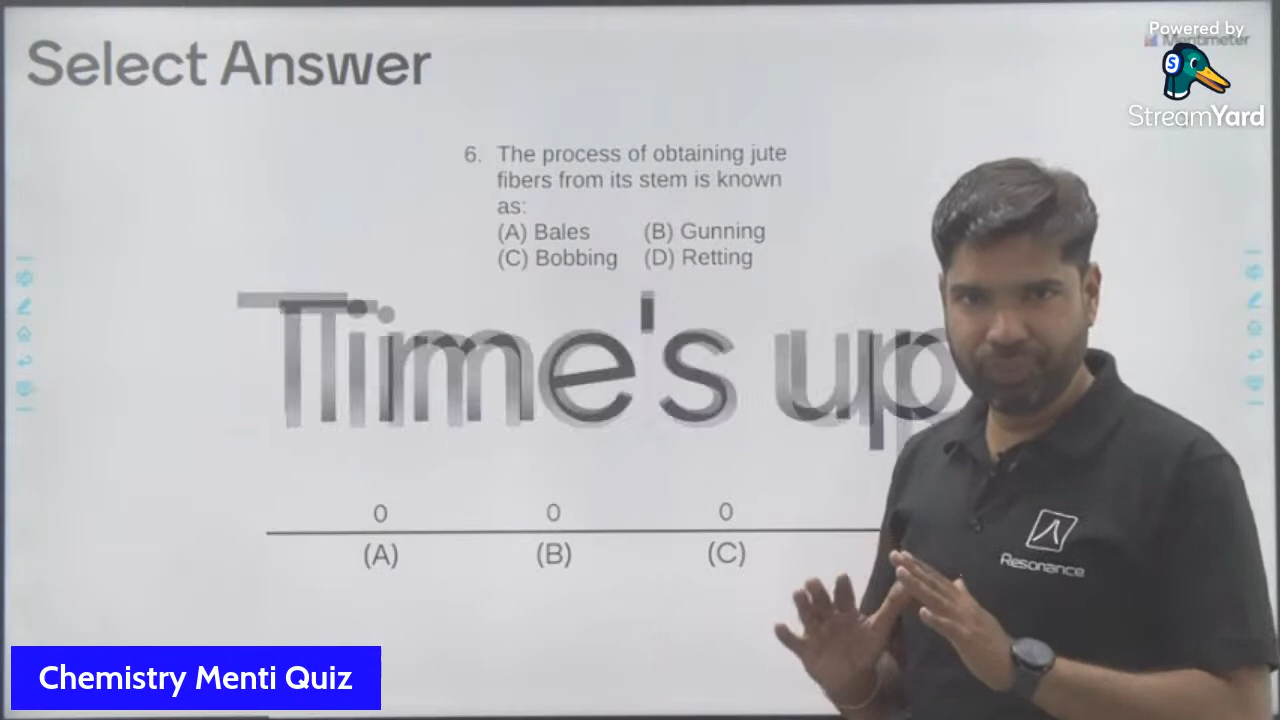 Select Answer
Powered by
Mentimeter
StreamYard
6. The process of obtaining jute
fibers from its stem is known
as:
(A) Bales (B) Gunning
(C) Bobbing (D) Retting
Time's up
0 0 0
(A) (B) (C)
Resonance
Chemistry Menti Quiz